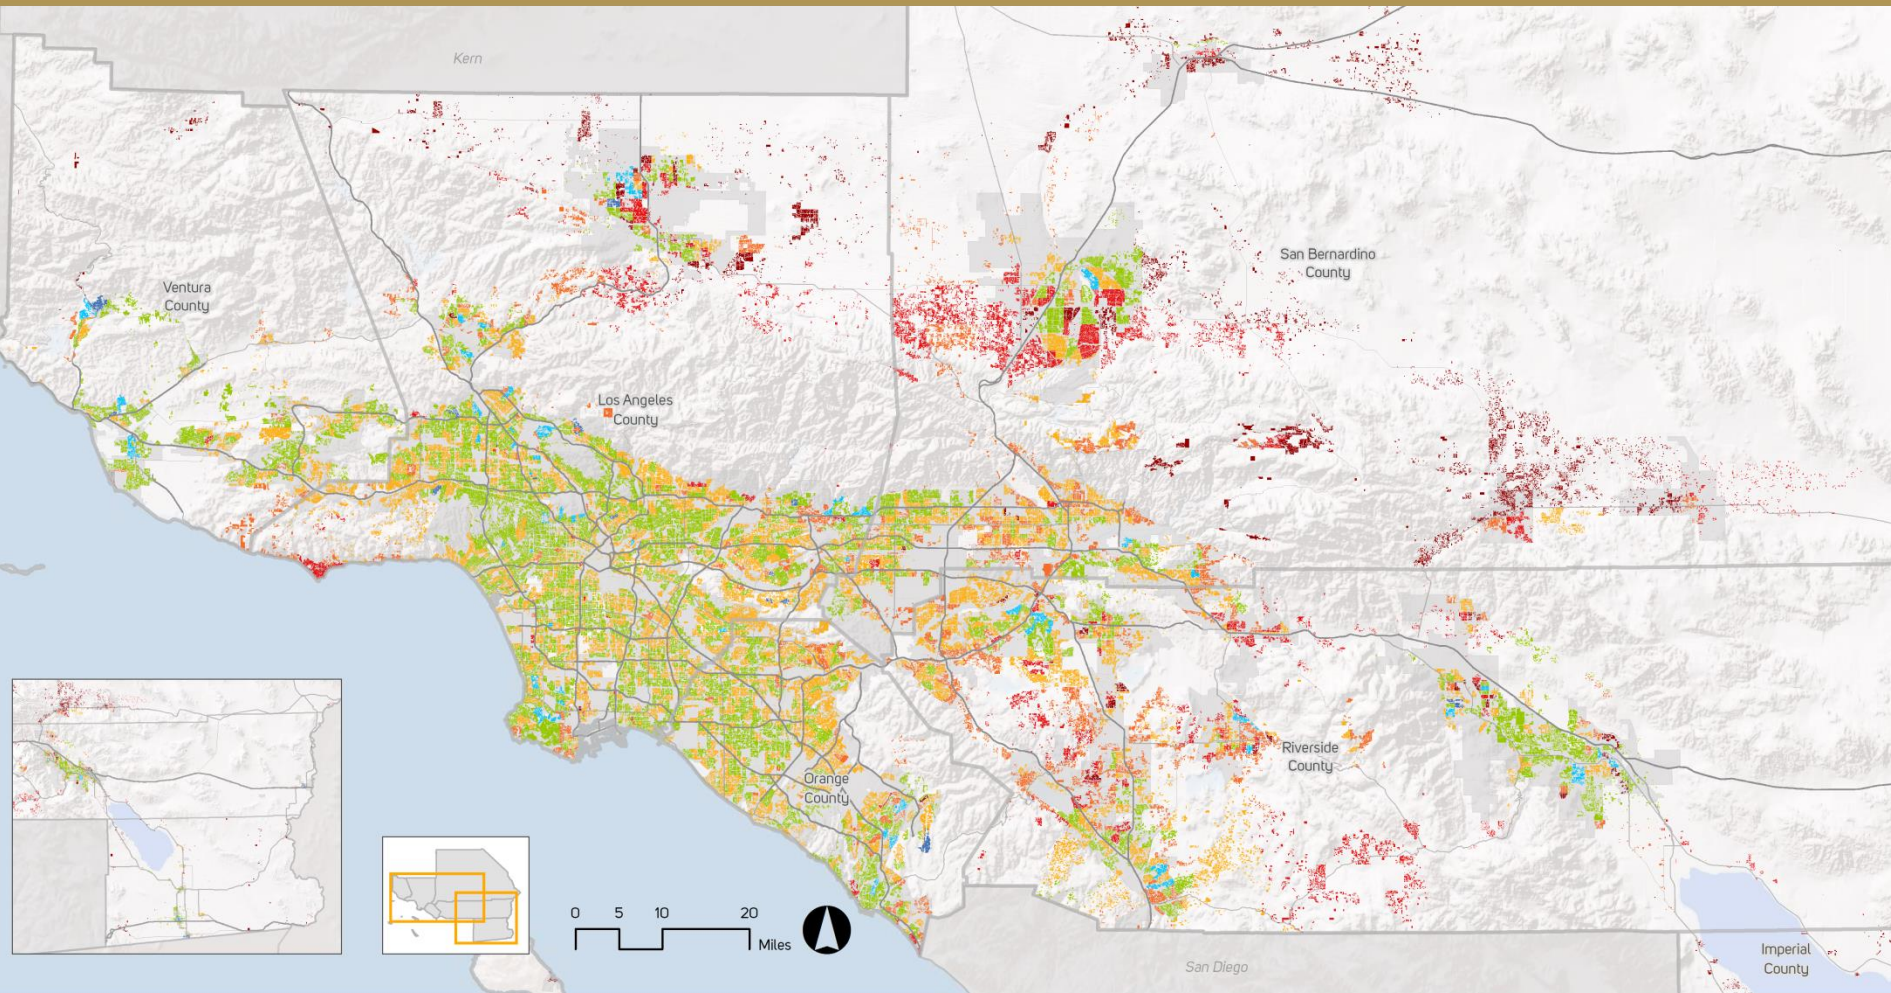 Kern
San Bernardino
County
Ventura
County
Los Angeles
County
Riverside
County
Orange
County
0 5 10 20
Miles
Imperial
County
San Diego